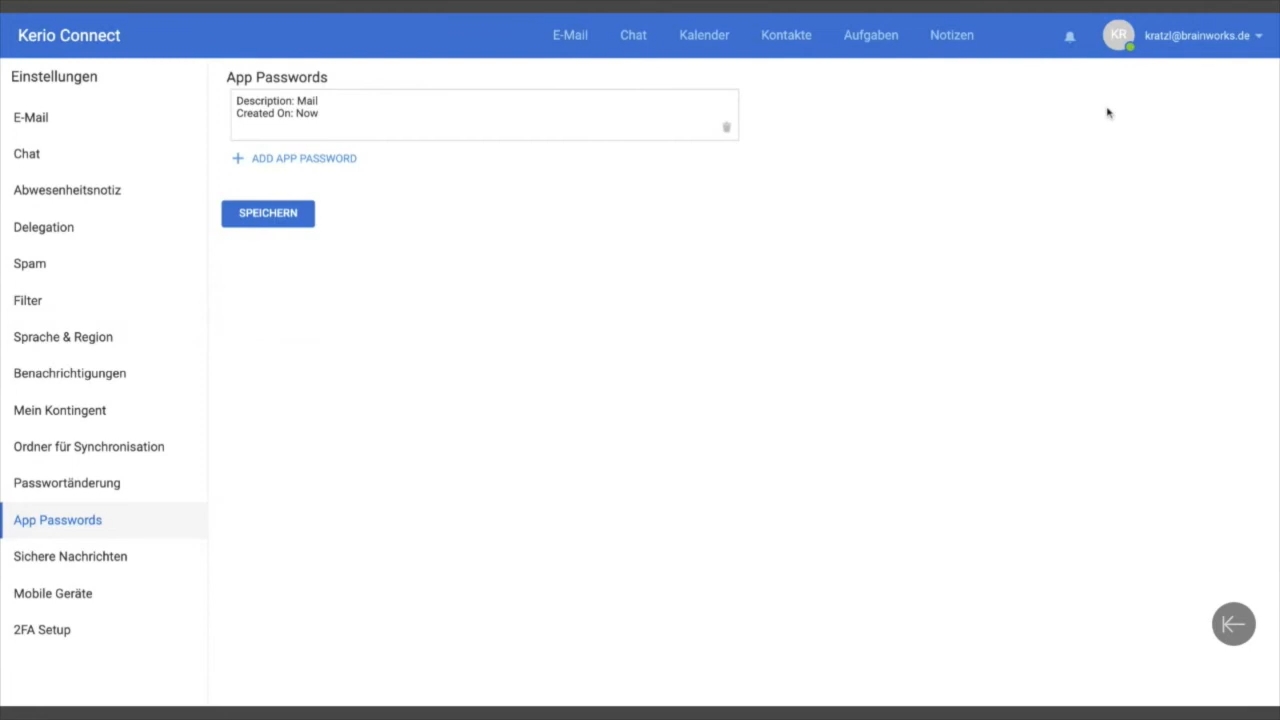 Kerio Connect
E-Mail
Chat
Kalender
Kontakte
Aufgaben
Notizen
KR
kratzl@brainworks.de
Einstellungen
E-Mail
Chat
Abwesenheitsnotiz
Delegation
Spam
Filter
Sprache & Region
Benachrichtigungen
Mein Kontingent
Ordner für Synchronisation
Passwortänderung
App Passwords
Sichere Nachrichten
Mobile Geräte
2FA Setup
App Passwords
Description: Mail
Created On: Now
ADD APP PASSWORD
SPEICHERN